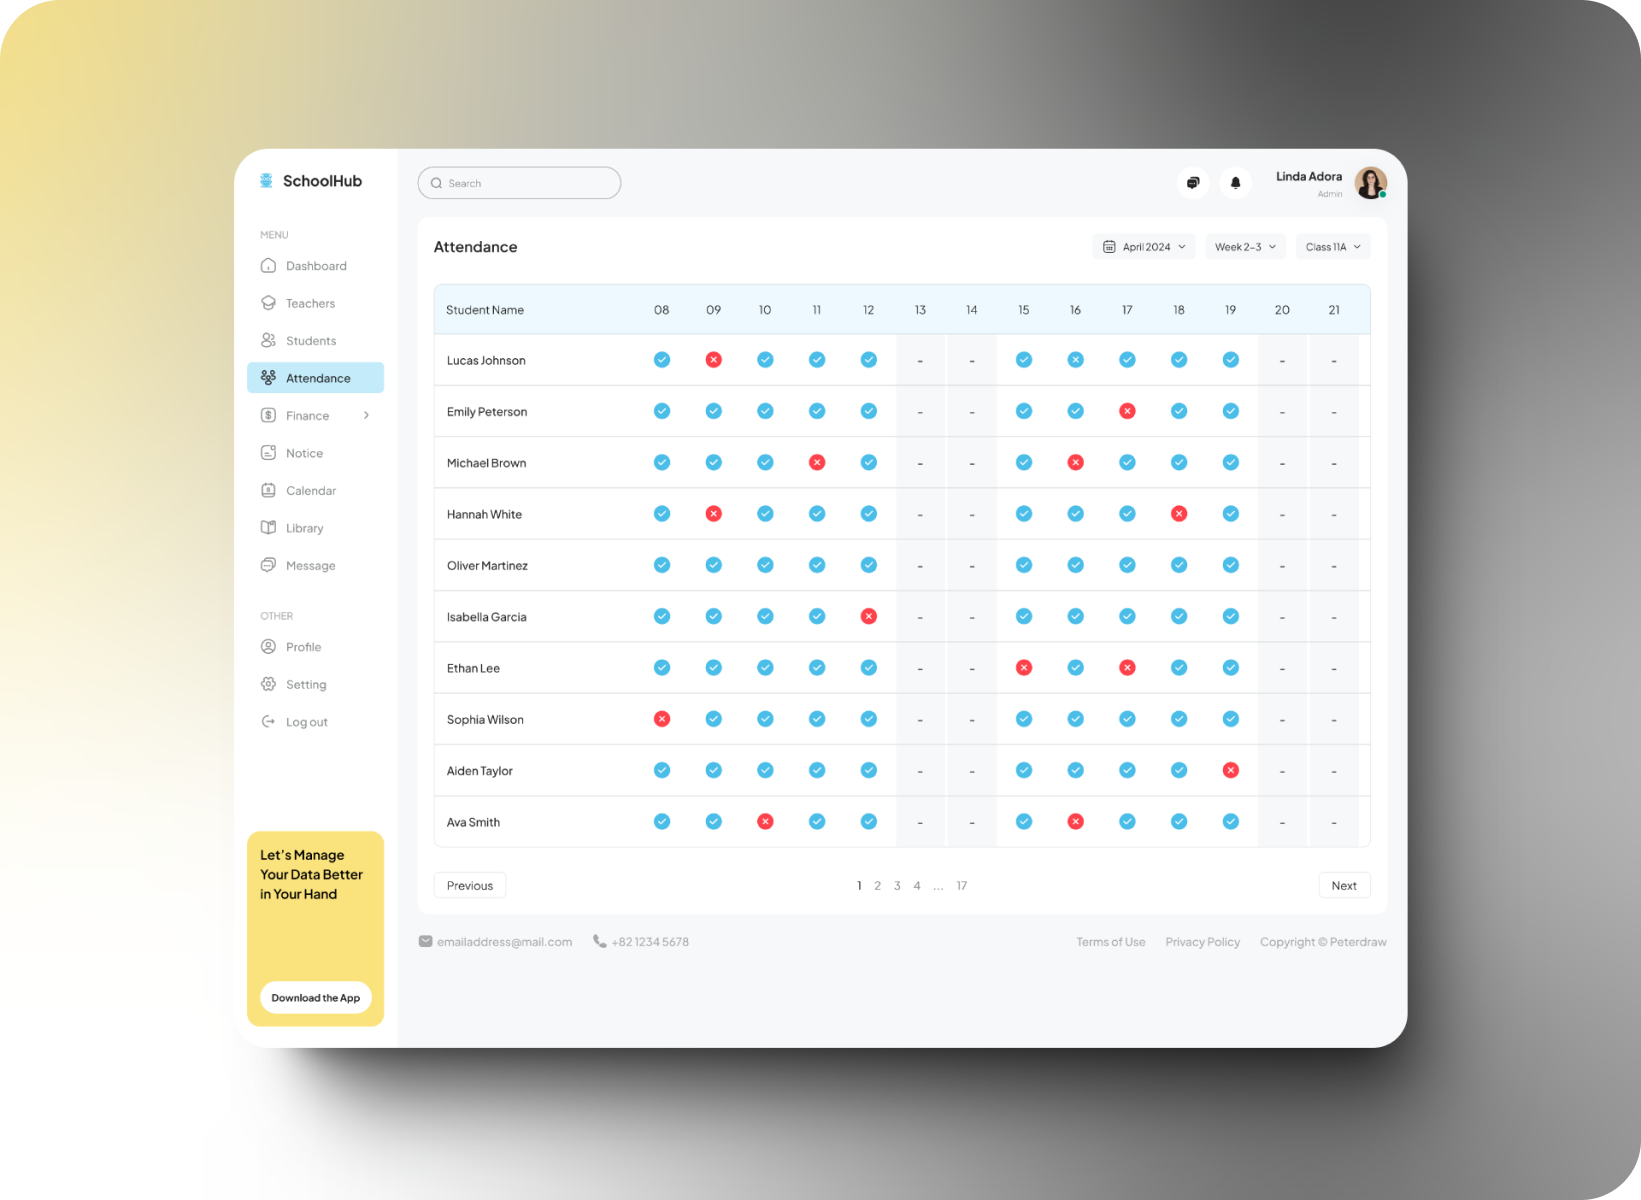 SchoolHub
Search
Linda Adora
Admin
MENU
Dashboard
Teachers
Students
Attendance
Finance
Notice
Calendar
Library
Message
OTHER
Profile
Setting
Log out
Let's Manage
Your Data Better
in Your Hand
Download the App
Attendance
April 2024
Week 2-3
Class 11A
Student Name 08 09 10 11 12 13 14 15 16 17 18 19 20 21
Lucas Johnson - - - -
Emily Peterson - - - -
Michael Brown - - - -
Hannah White - - - -
Oliver Martinez - - - -
Isabella Garcia - - - -
Ethan Lee - - - -
Sophia Wilson - - - -
Aiden Taylor - - - -
Ava Smith - - - -
Previous 1 2 3 4 ... 17 Next
emailaddress@mail.com +82 1234 5678 Terms of Use Privacy Policy Copyright © Peterdraw